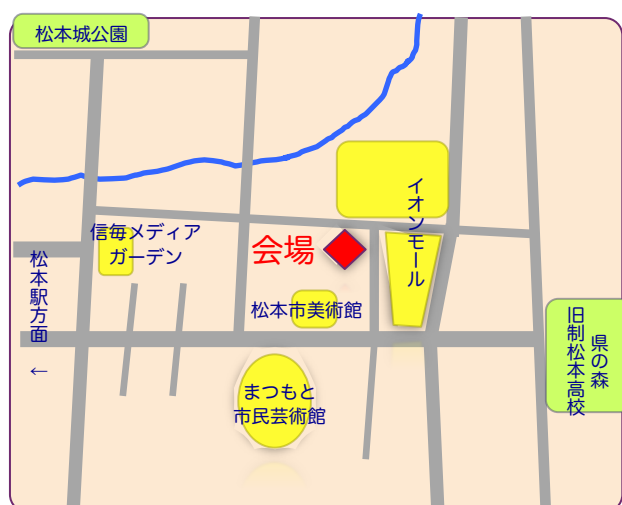 松本城公園
信毎メディア
ガーデン
イオンモール
会場
松本駅方面 ←
松本市美術館
県の森
旧制松本高校
まつもと
市民芸術館